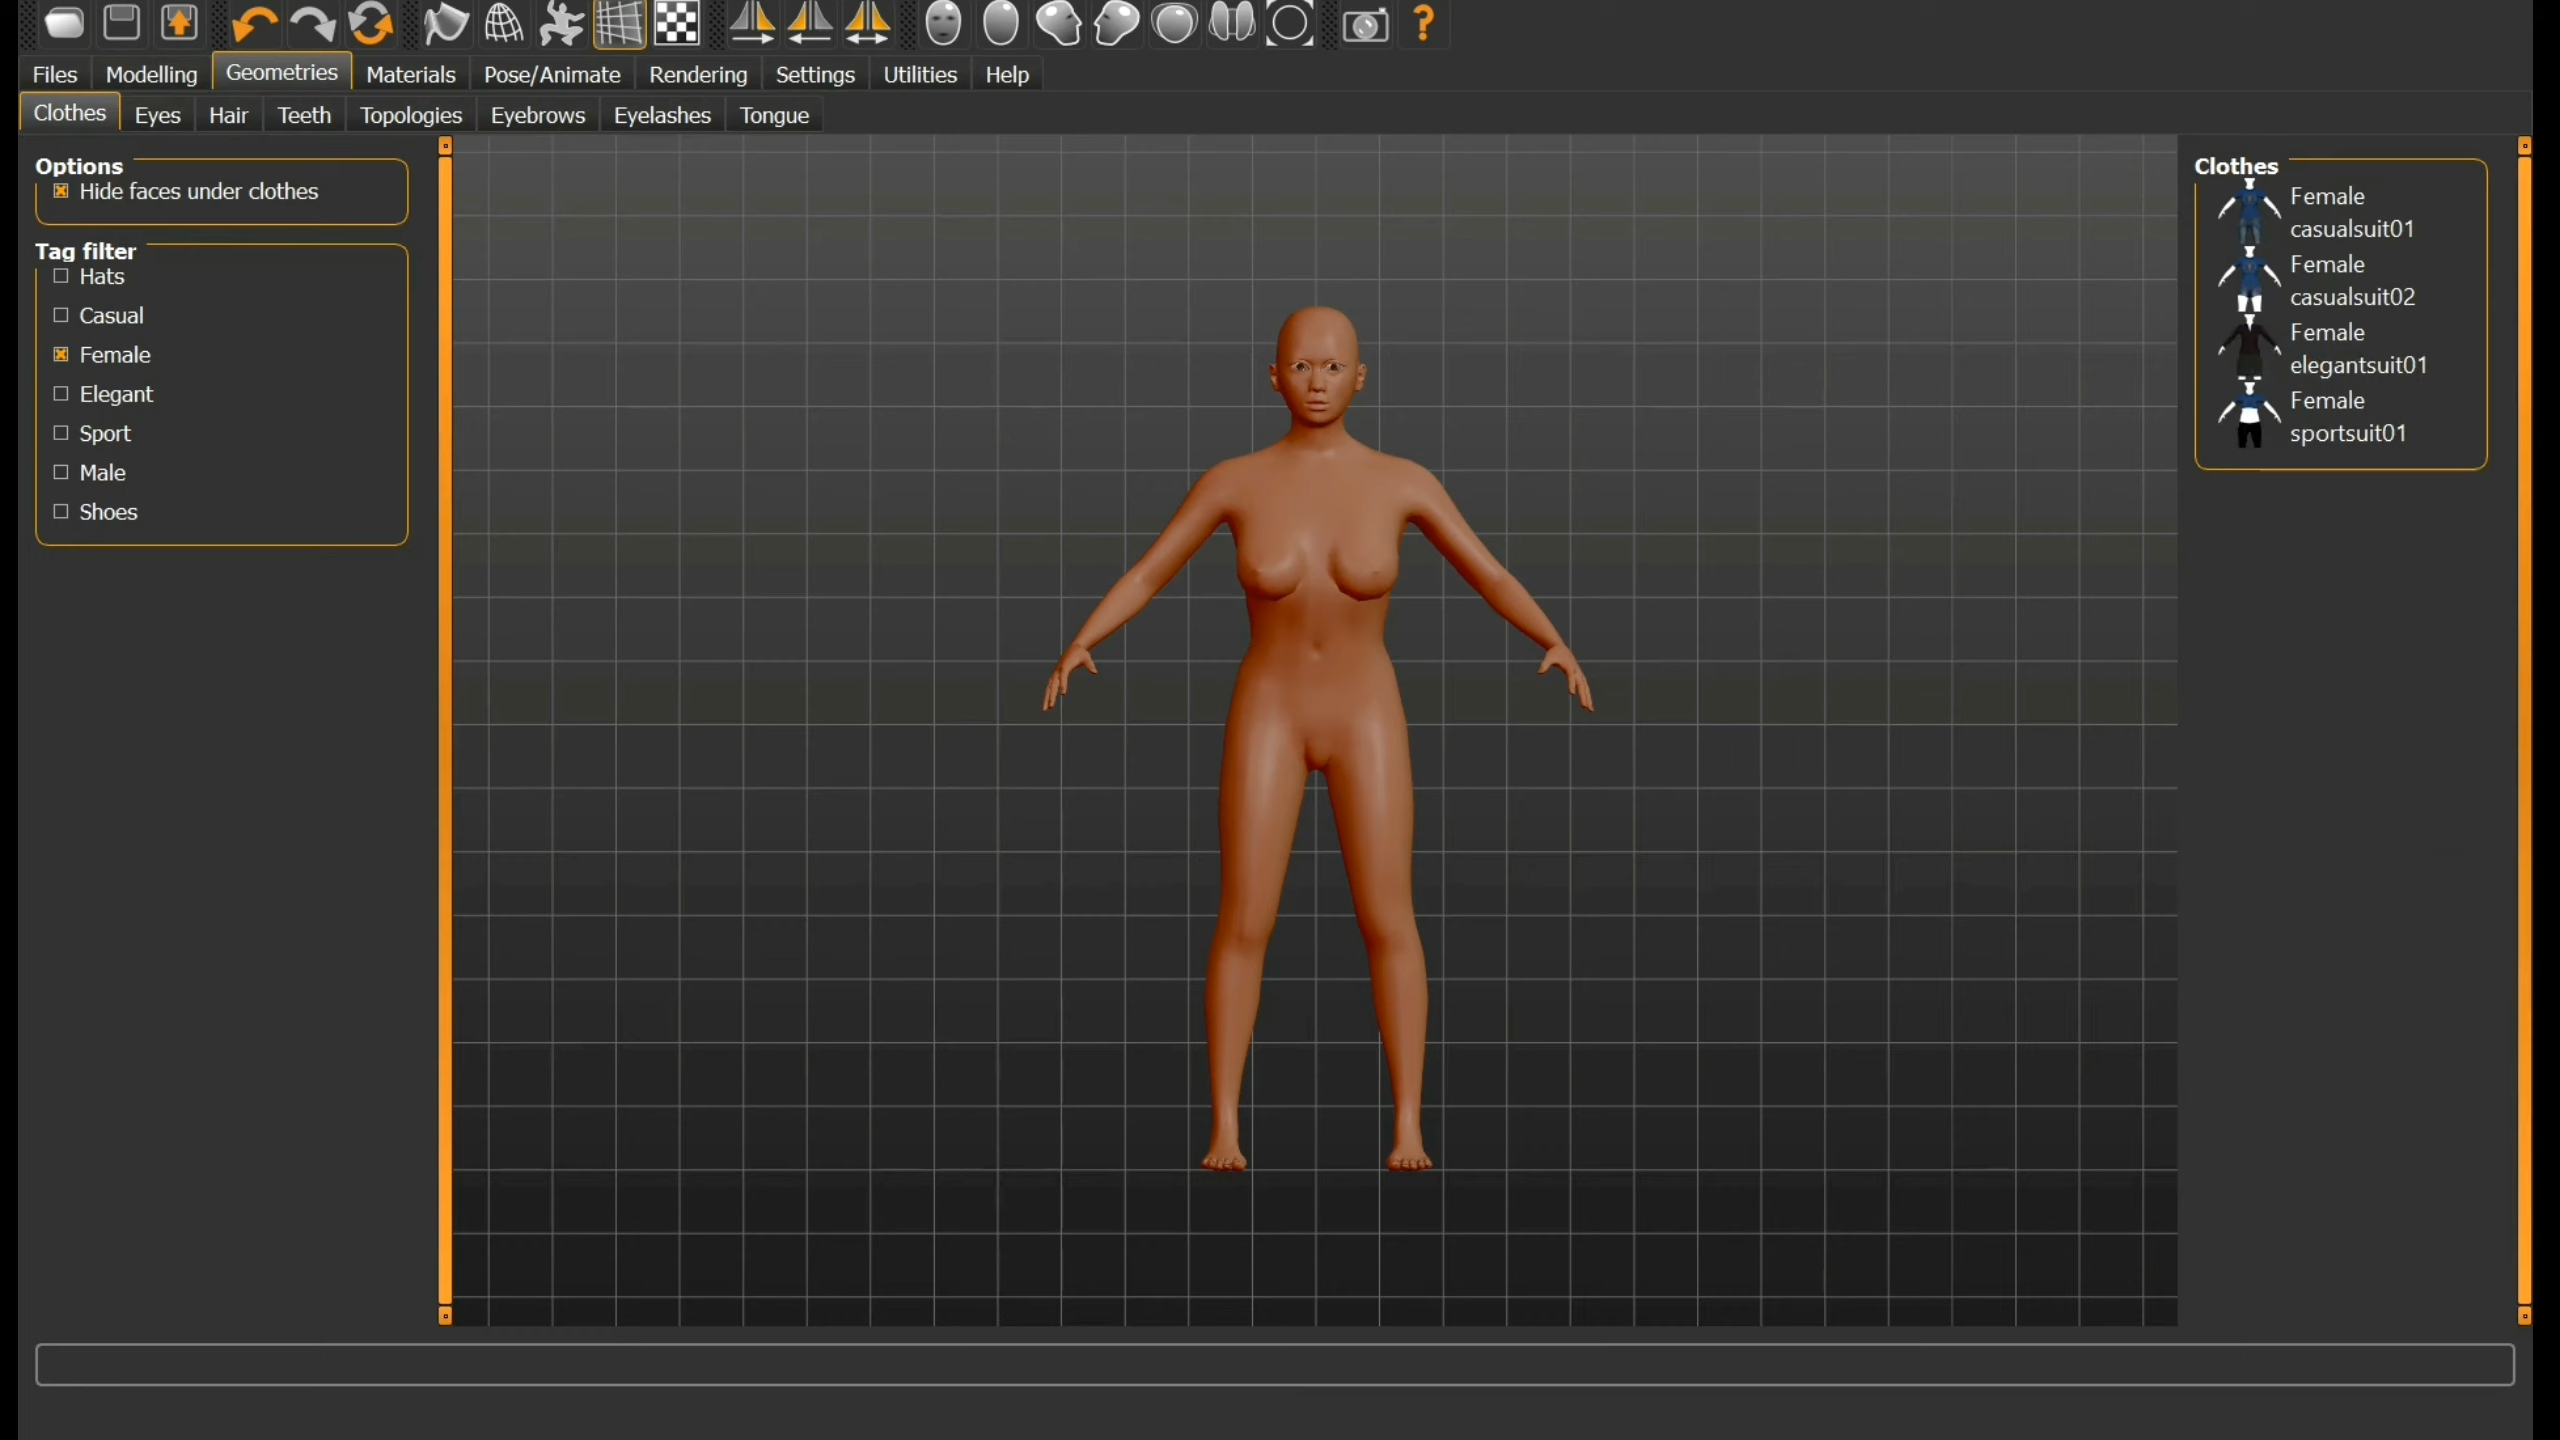 Files Modelling Geometries Materials Pose/Animate Rendering Settings Utilities Help
Clothes Eyes Hair Teeth Topologies Eyebrows Eyelashes Tongue
Options
Hide faces under clothes
Tag filter
Hats
Casual
Female
Elegant
Sport
Male
Shoes
Clothes
Female
casualsuit01
Female
casualsuit02
Female
elegantsuit01
Female
sportsuit01